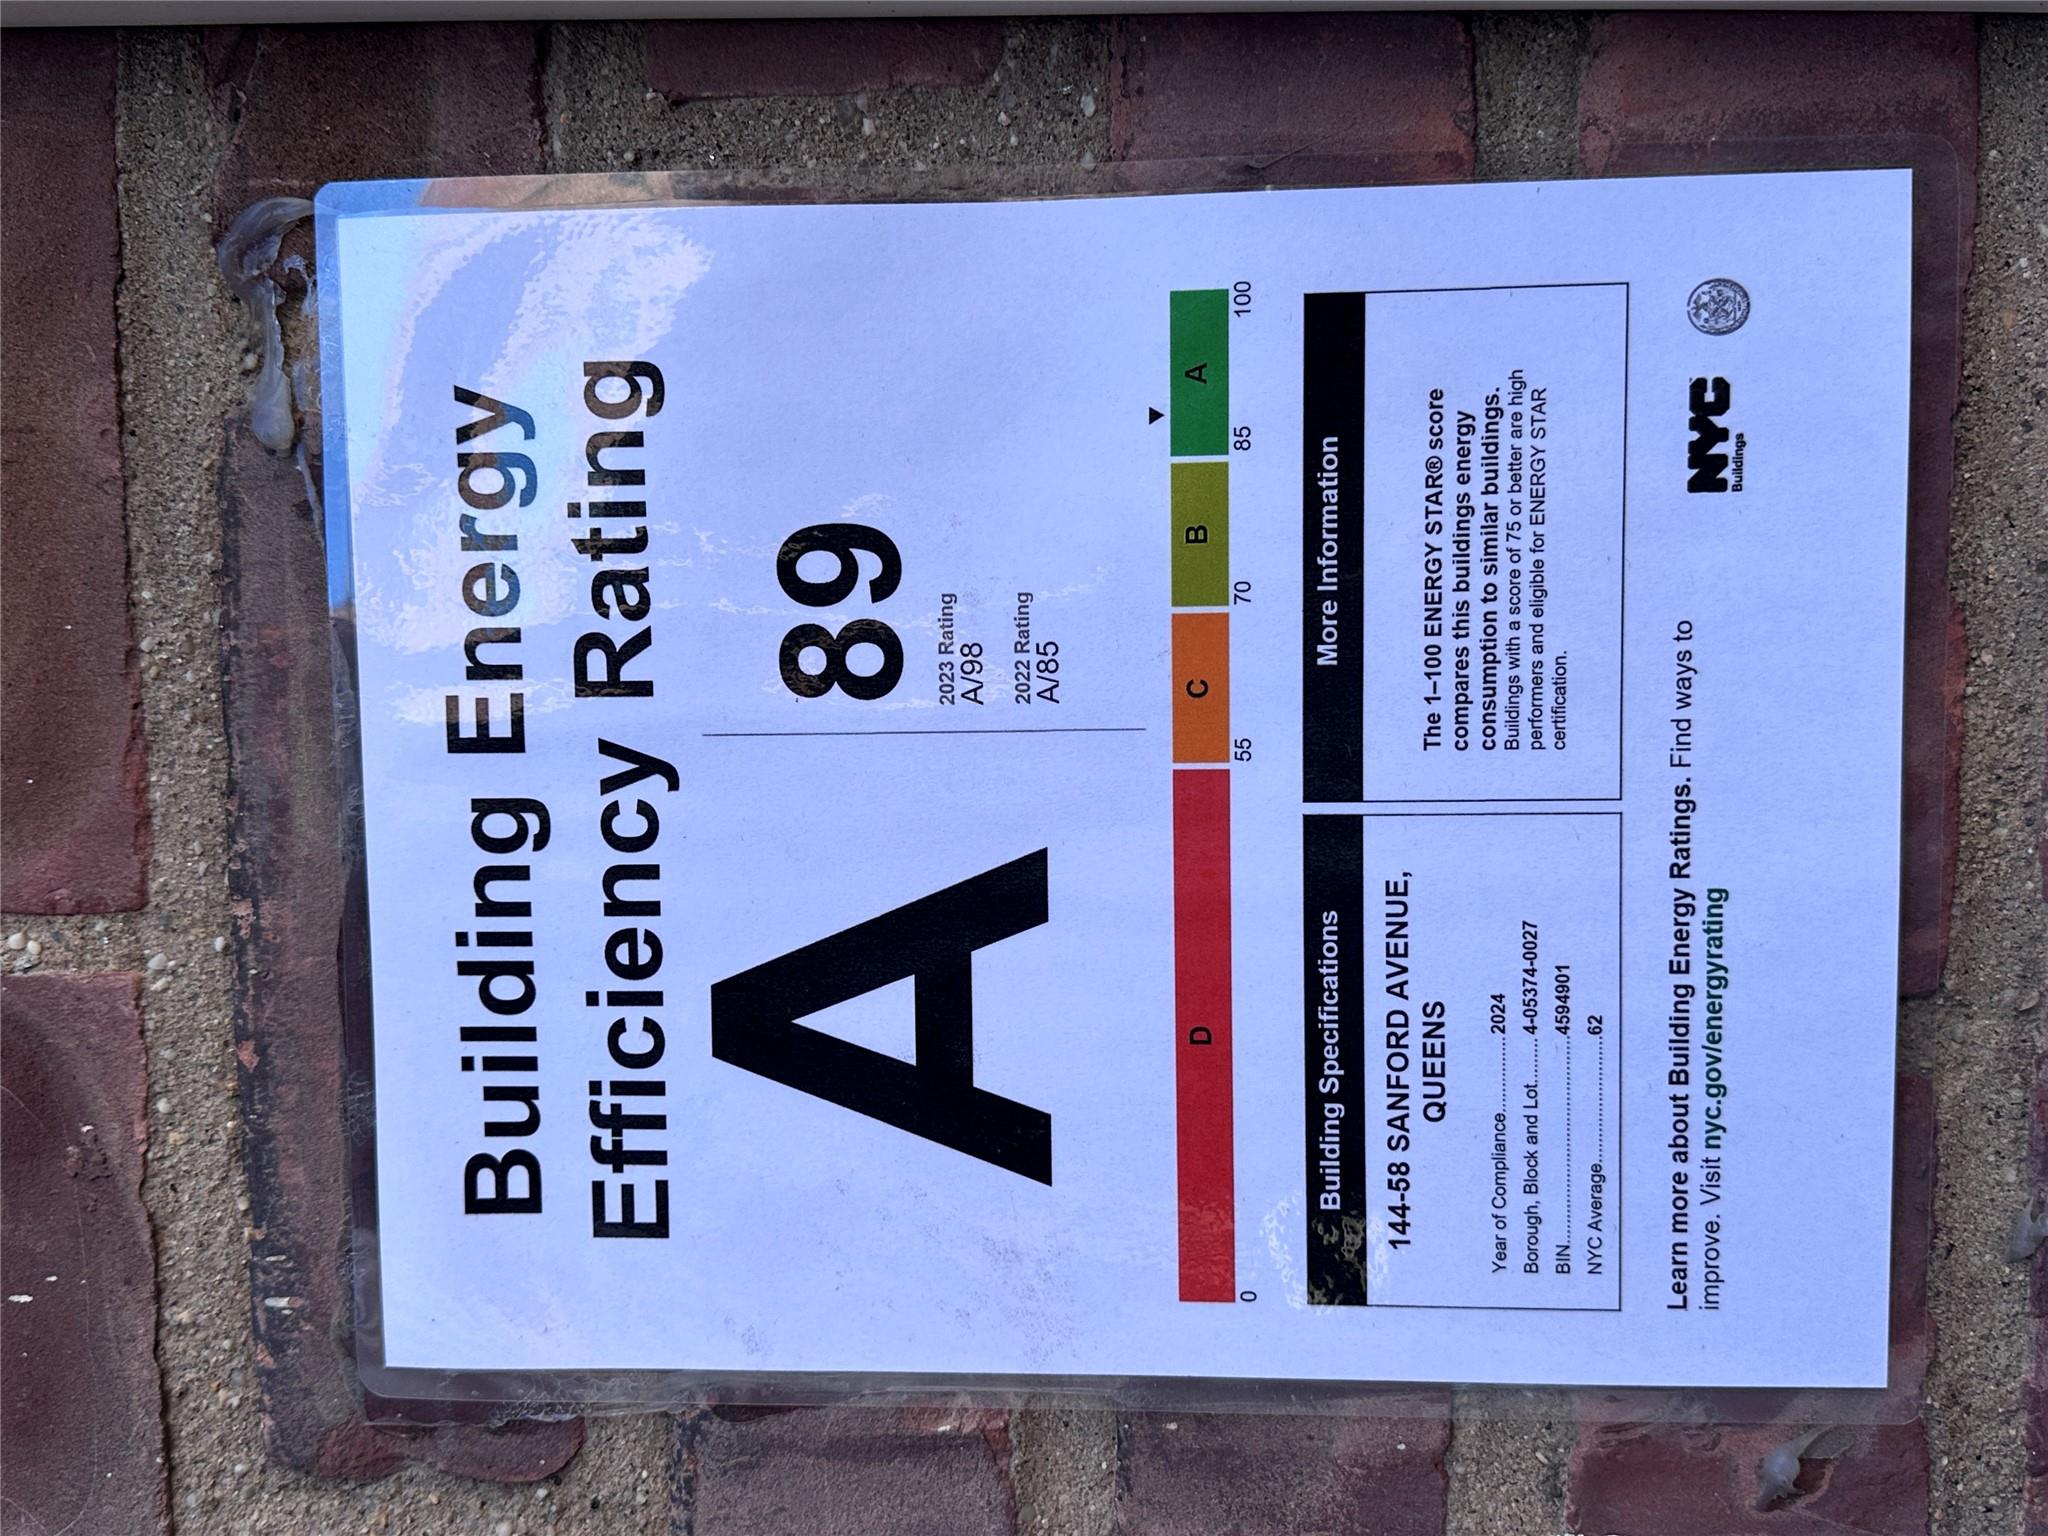 Building Energy
Efficiency Rating
A
89
2023 Rating
A/98
2022 Rating
A/85
D C B A
0 55 70 85 100
Building Specifications
144-58 SANFORD AVENUE,
QUEENS
Year of Compliance..............2024
Borough, Block and Lot.........4-05374-0027
BIN......................................4594901
NYC Average.......................62
More Information
The 1–100 ENERGY STAR® score
compares this buildings energy
consumption to similar buildings.
Buildings with a score of 75 or better are high
performers and eligible for ENERGY STAR
certification.
Learn more about Building Energy Ratings. Find ways to
improve. Visit nyc.gov/energyrating
NYC
Buildings